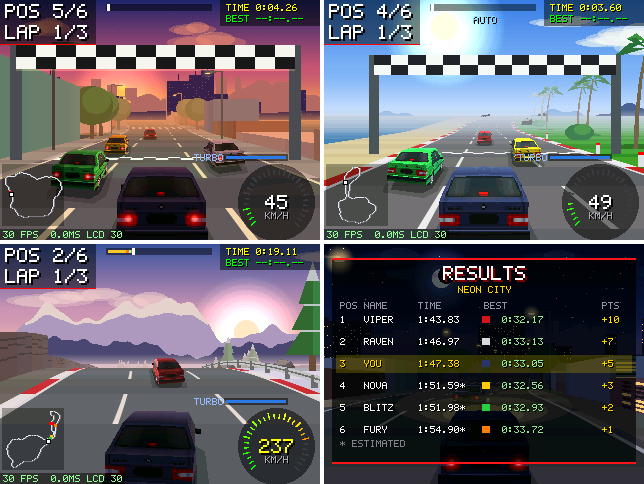 POS 5/6
LAP 1/3
TIME 0:04.26
BEST --:--.--
TURBO
45
KM/H
30 FPS 0.0MS LCD 30
POS 4/6
LAP 1/3
AUTO
TIME 0:03.60
BEST --:--.--
TURBO
49
KM/H
30 FPS 0.0MS LCD 30
POS 2/6
LAP 1/3
TIME 0:19.11
BEST --:--.--
TURBO
237
KM/H
30 FPS 0.0MS LCD 30
RESULTS
NEON CITY
POS NAME TIME BEST PTS
1 VIPER 1:43.83 0:32.17 +10
2 RAVEN 1:46.97 0:33.13 +7
3 YOU 1:47.38 0:33.05 +5
4 NOVA 1:51.59* 0:32.56 +3
5 BLITZ 1:51.98* 0:32.93 +2
6 FURY 1:54.90* 0:33.72 +1
* ESTIMATED